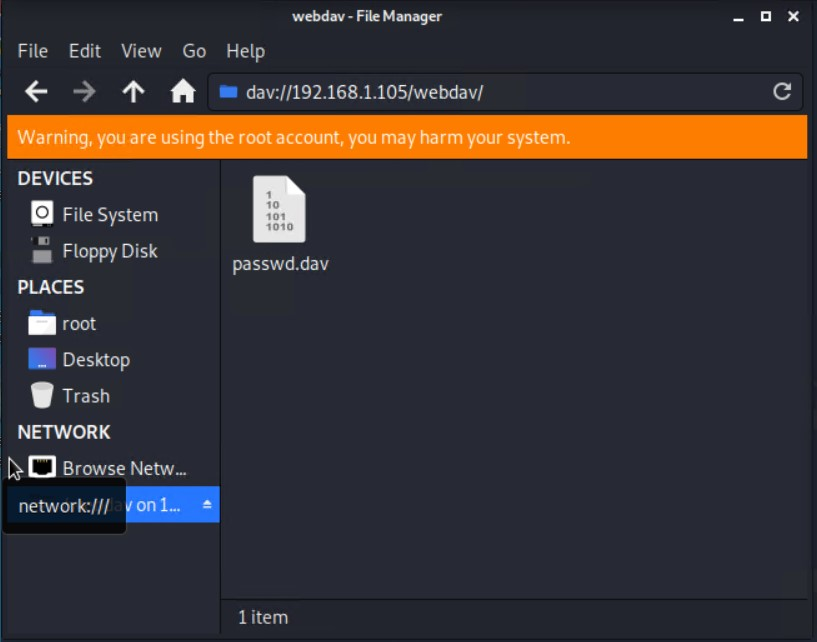 webdav - File Manager
File Edit View Go Help
dav://192.168.1.105/webdav/
Warning, you are using the root account, you may harm your system.
DEVICES
File System
Floppy Disk
PLACES
root
Desktop
Trash
NETWORK
Browse Netw...
network:///
av on 1...
1
10
101
1010
passwd.dav
1 item